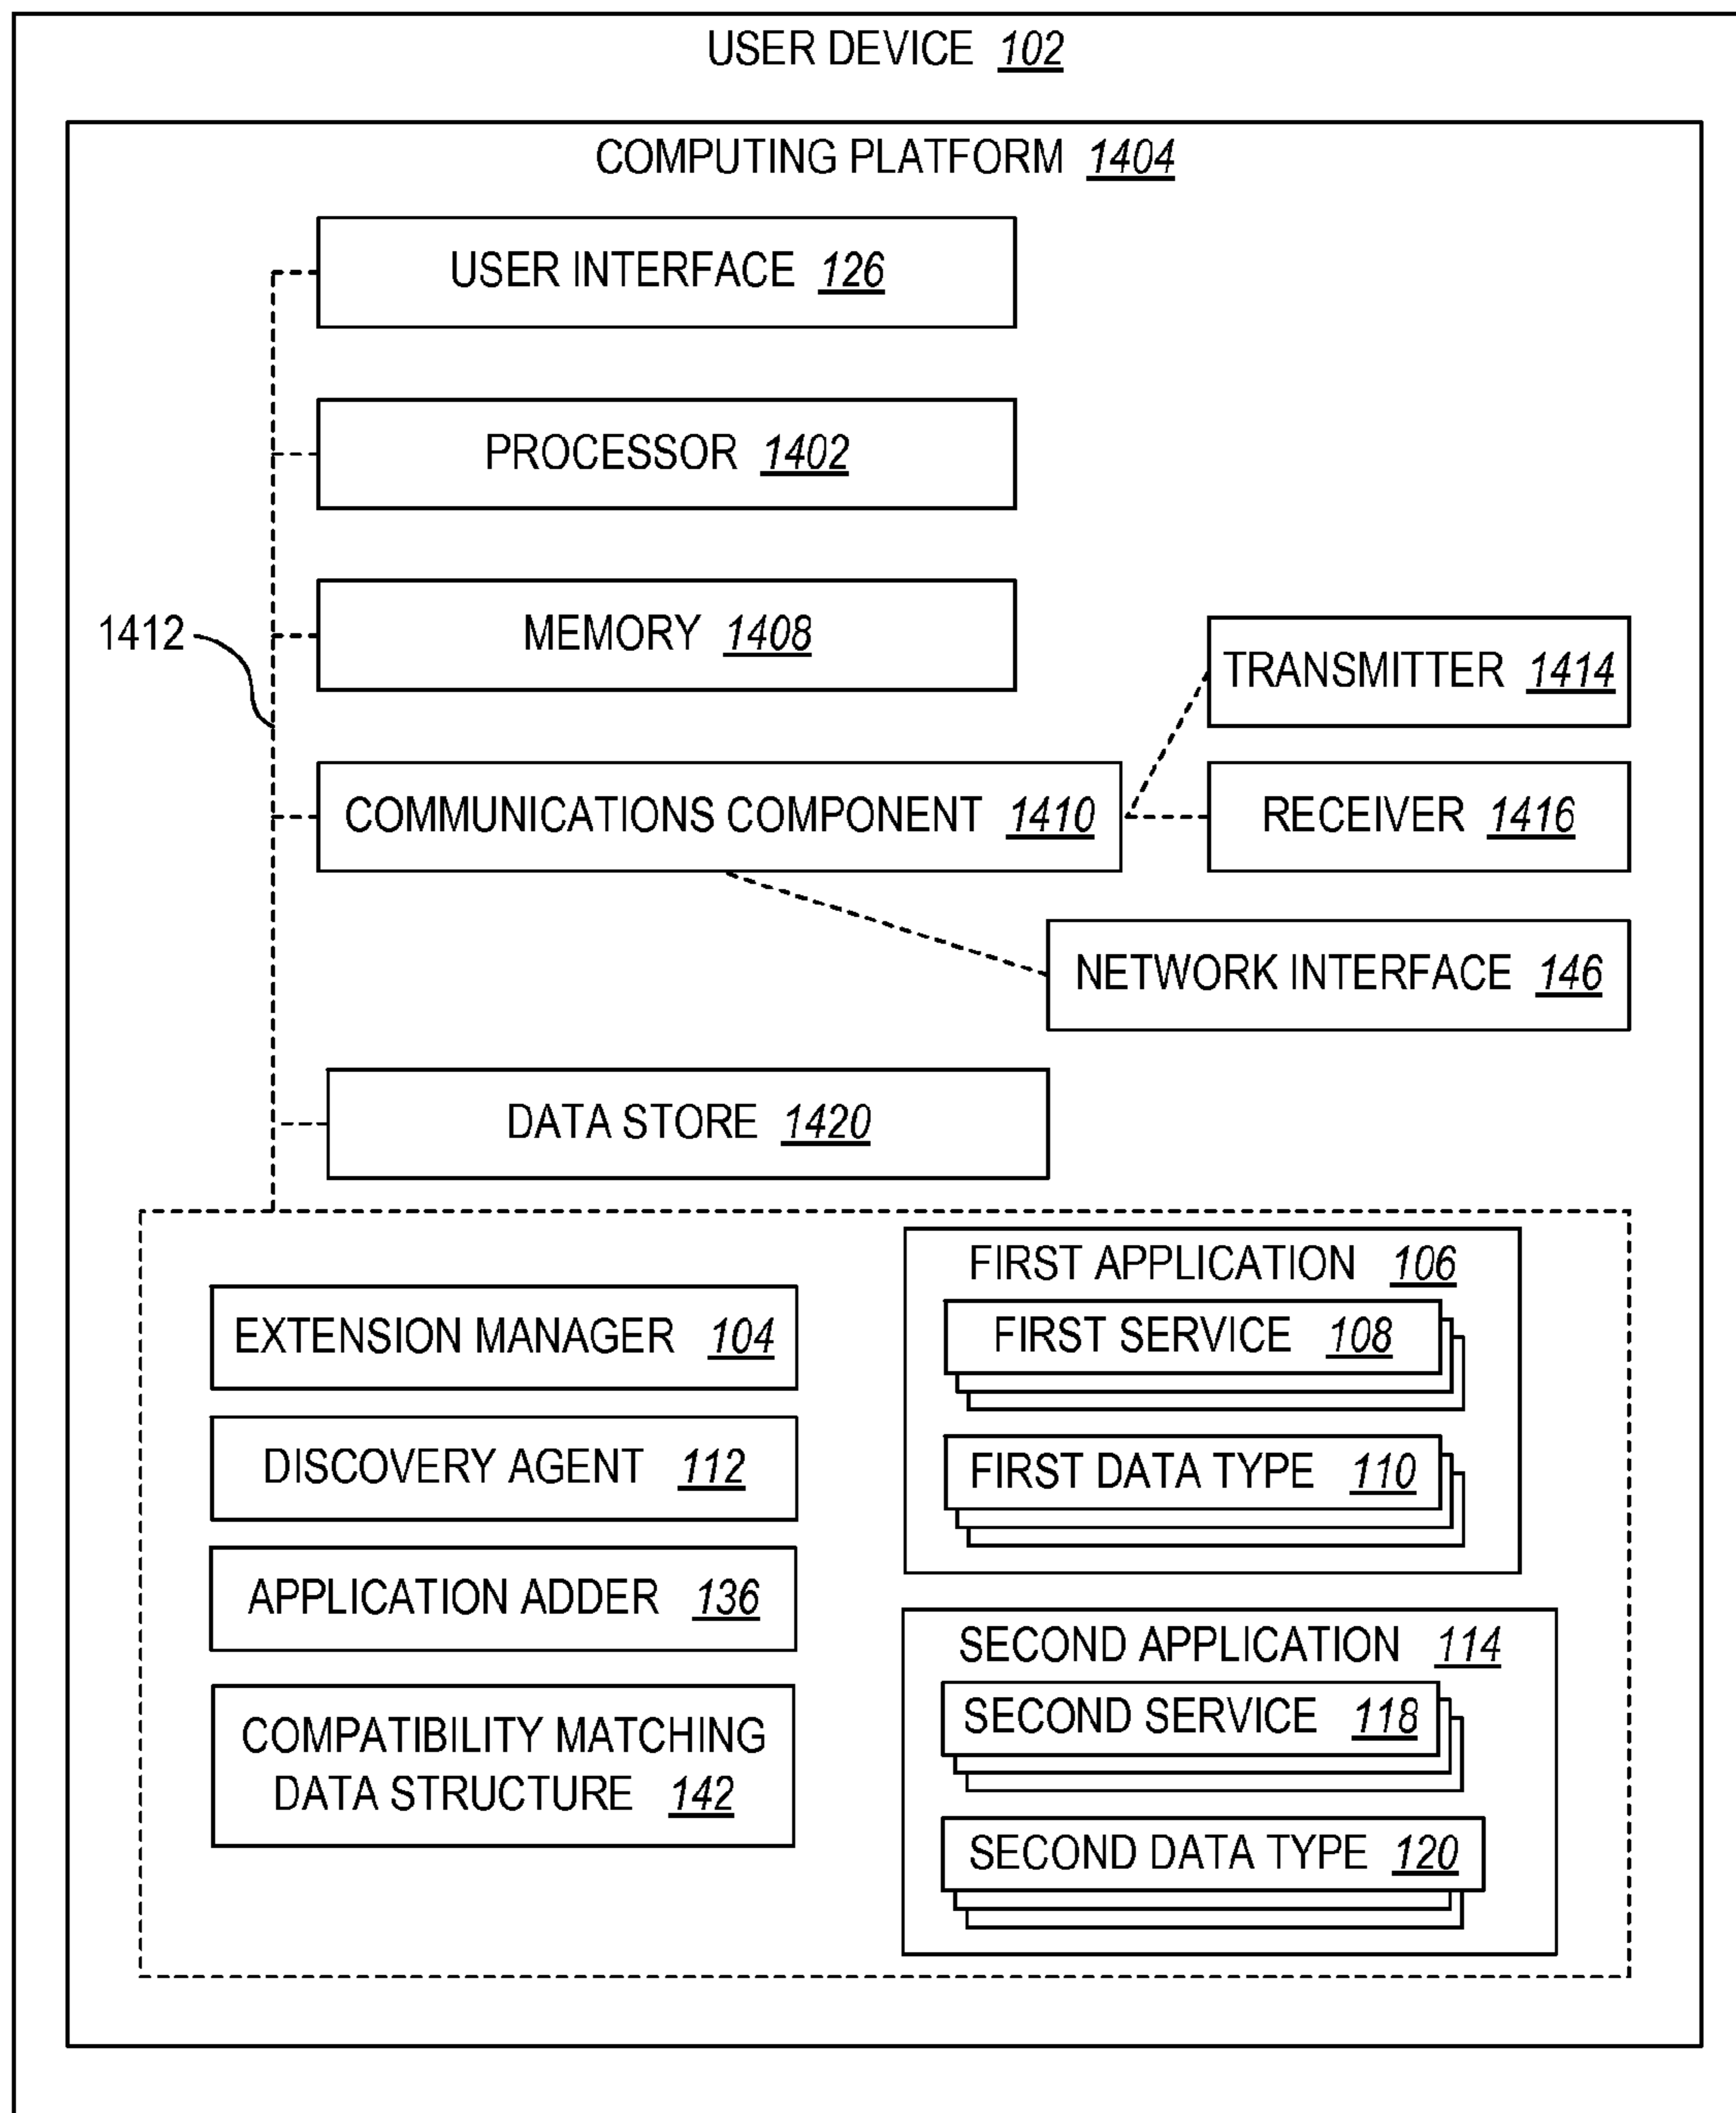 USER DEVICE 102
COMPUTING PLATFORM 1404
USER INTERFACE 126
PROCESSOR 1402
1412
MEMORY 1408
TRANSMITTER 1414
COMMUNICATIONS COMPONENT 1410
RECEIVER 1416
NETWORK INTERFACE 146
DATA STORE 1420
EXTENSION MANAGER 104
DISCOVERY AGENT 112
APPLICATION ADDER 136
COMPATIBILITY MATCHING
DATA STRUCTURE 142
FIRST APPLICATION 106
FIRST SERVICE 108
FIRST DATA TYPE 110
SECOND APPLICATION 114
SECOND SERVICE 118
SECOND DATA TYPE 120